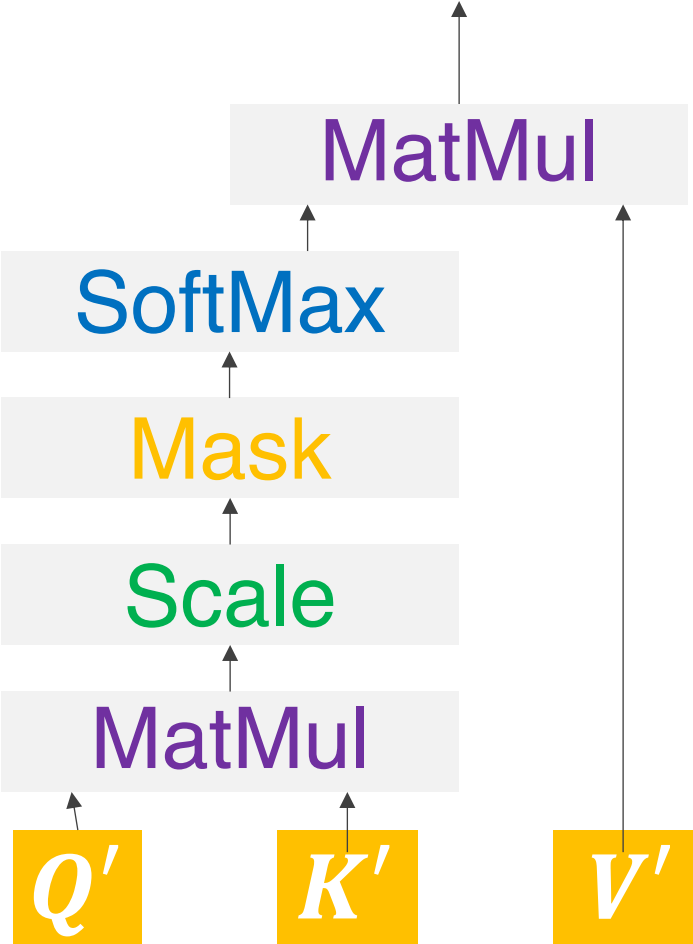 MatMul
SoftMax
Mask
Scale
MatMul
Q′ K′ V′